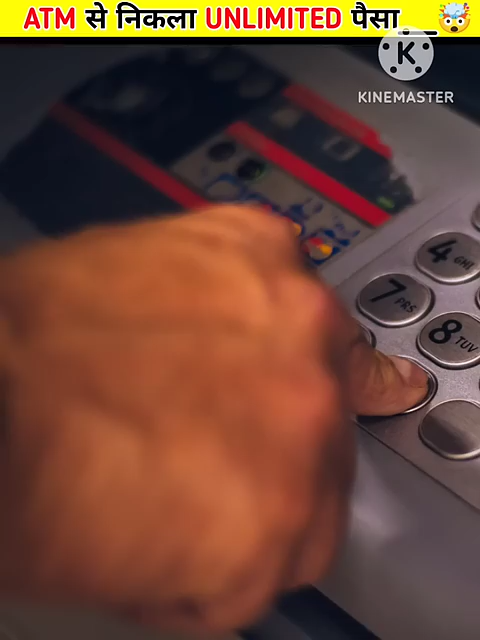 ATM से निकला UNLIMITED पैसा _ 🤯
K
KINEMASTER
4 GHI
7 PRS
8 TUV